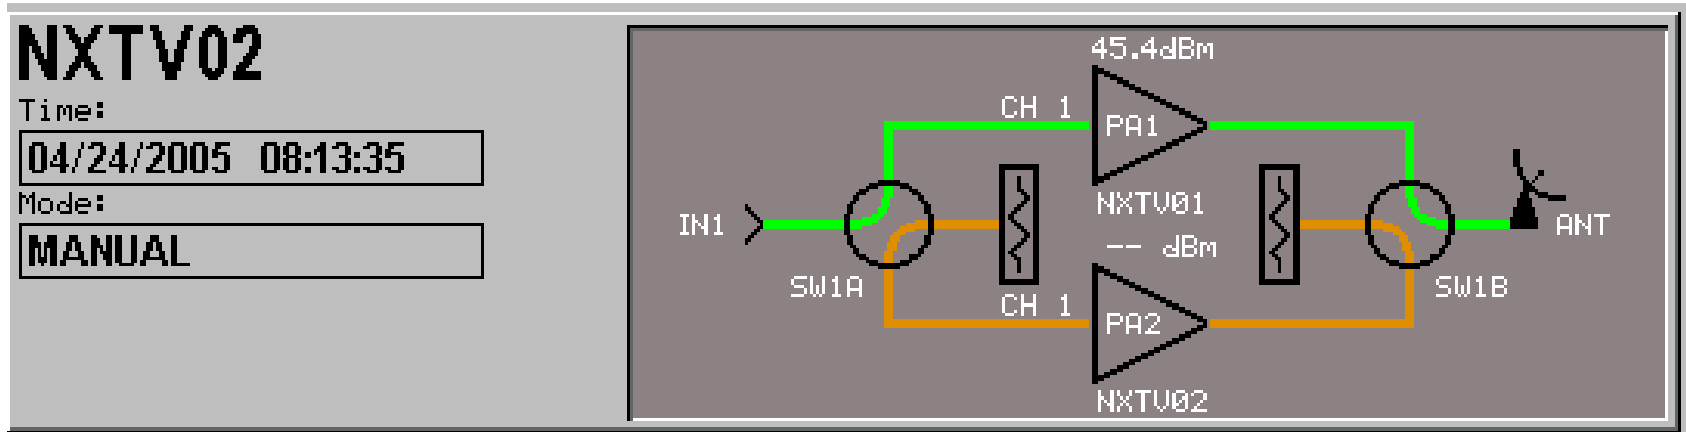 NXTV02
Time:
04/24/2005 08:13:35
Mode:
MANUAL
45.4dBm
CH 1
PA1
NXTV01
IN1
-- dBm
ANT
SW1A
SW1B
CH 1
PA2
NXTV02